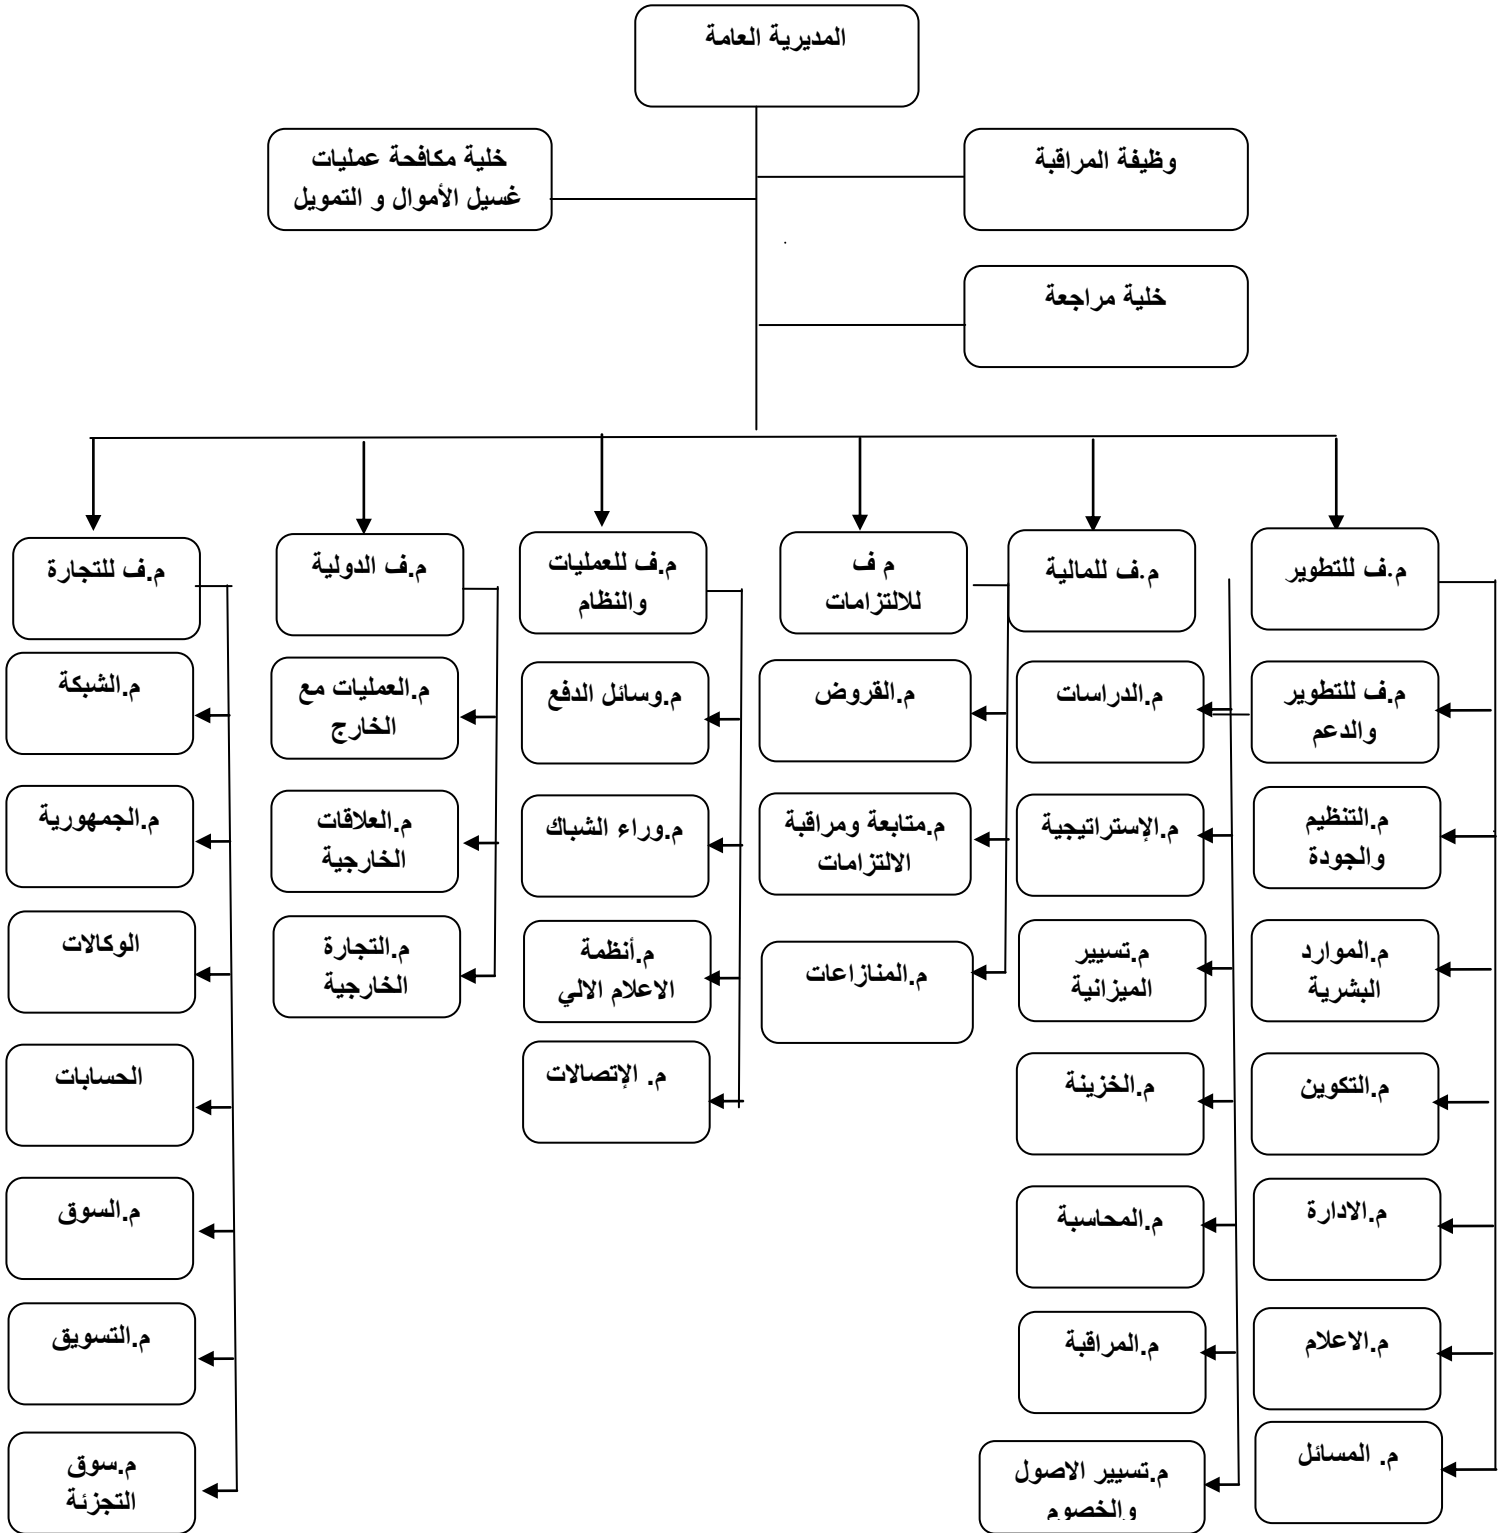 المديرية العامة
وظيفة المراقبة
خلية مكافحة عمليات
غسيل الأموال و التمويل
خلية مراجعة
م.ف للتطوير
م.ف للمالية
م ف
للالتزامات
م.ف للعمليات
والنظام
م.ف الدولية
م.ف للتجارة
م.ف للتطوير
والدعم
م.التنظيم
والجودة
م.الموارد
البشرية
م.التكوين
م.الادارة
م.الاعلام
م. المسائل
م.الدراسات
م.الإستراتيجية
م.تسيير
الميزانية
م.الخزينة
م.المحاسبة
م.المراقبة
م.تسيير الاصول
والخصوم
م.القروض
م.متابعة ومراقبة
الالتزامات
م.المنازاعات
م.وسائل الدفع
م.وراء الشباك
م.أنظمة
الاعلام الالي
م. الإتصالات
م.العمليات مع
الخارج
م.العلاقات
الخارجية
م.التجارة
الخارجية
م.الشبكة
م.الجمهورية
الوكالات
الحسابات
م.السوق
م.التسويق
م.سوق
التجزئة